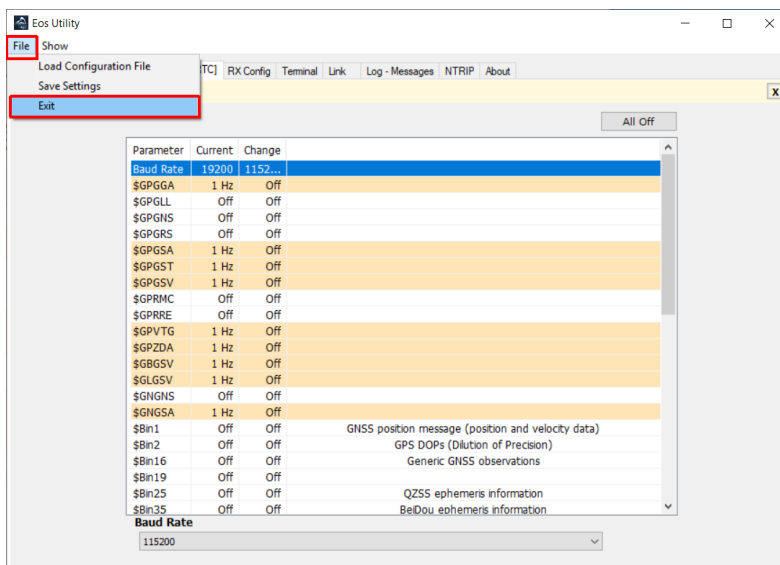 Eos Utility
File Show
Load Configuration File
Save Settings
Exit
[TC] RX Config Terminal Link Log - Messages NTRIP About
X
All Off
Parameter Current Change
Baud Rate 19200 1152...
$GPGGA 1 Hz Off
$GPGLL Off Off
$GPGNS Off Off
$GPGRS Off Off
$GPGSA 1 Hz Off
$GPGST 1 Hz Off
$GPGSV 1 Hz Off
$GPRMC Off Off
$GPRRE Off Off
$GPVTG 1 Hz Off
$GPZDA 1 Hz Off
$GBGSV 1 Hz Off
$GLGSV 1 Hz Off
$GNGNS Off Off
$GNGSA 1 Hz Off
$Bin1 Off Off GNSS position message (position and velocity data)
$Bin2 Off Off GPS DOPs (Dilution of Precision)
$Bin16 Off Off Generic GNSS observations
$Bin19 Off Off
$Bin25 Off Off QZSS ephemeris information
$Bin35 Off Off BeiDou ephemeris information
Baud Rate
115200